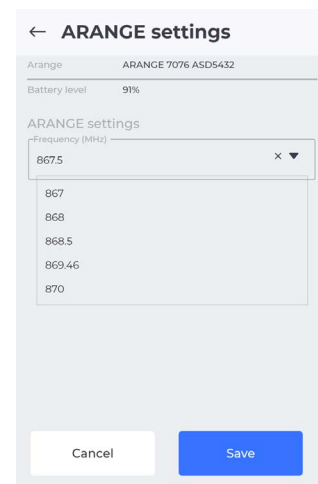 ← ARANGE settings
Arange ARANGE 7076 ASD5432
Battery level 91%
ARANGE settings
Frequency (MHz)
867.5 ×
867
868
868.5
869.46
870
Cancel Save